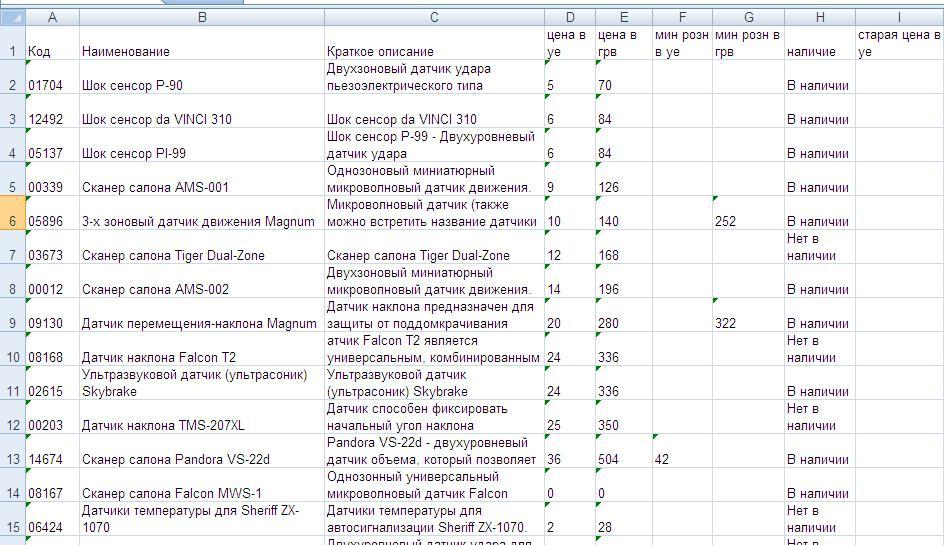 A B C D E F G H I
1 Код Наименование Краткое описание цена в уе цена в грв мин розн в уе мин розн в грв наличие старая цена в уе
2 01704 Шок сенсор P-90 Двухзоновый датчик удара пьезоэлектрического типа 5 70 В наличии
3 12492 Шок сенсор da VINCI 310 Шок сенсор da VINCI 310 6 84 В наличии
4 05137 Шок сенсор PI-99 Шок сенсор P-99 - Двухуровневый датчик удара 6 84 В наличии
5 00339 Сканер салона AMS-001 Однозоновый миниатюрный микроволновый датчик движения. 9 126 В наличии
6 05896 3-х зоновый датчик движения Magnum Микроволновый датчик (также можно встретить название датчики 10 140 252 В наличии
7 03673 Сканер салона Tiger Dual-Zone Сканер салона Tiger Dual-Zone 12 168 Нет в наличии
8 00012 Сканер салона AMS-002 Двухзоновый миниатюрный микроволновый датчик движения. 14 196 В наличии
9 09130 Датчик перемещения-наклона Magnum Датчик наклона предназначен для защиты от поддомкрачивания 20 280 322 В наличии
10 08168 Датчик наклона Falcon T2 атчик Falcon T2 является универсальным, комбинированным 24 336 Нет в наличии
11 02615 Ультразвуковой датчик (ультрасоник) Skybrake Ультразвуковой датчик (ультрасоник) Skybrake 24 336 В наличии
12 00203 Датчик наклона TMS-207XL Датчик способен фиксировать начальный угол наклона 25 350 Нет в наличии
13 14674 Сканер салона Pandora VS-22d Pandora VS-22d - двухуровневый датчик объема, который позволяет 36 504 42 В наличии
14 08167 Сканер салона Falcon MWS-1 Однозонный универсальный микроволновый датчик Falcon 0 0 В наличии
15 06424 Датчики температуры для Sheriff ZX-1070 Датчики температуры для автосигнализации Sheriff ZX-1070. 2 28 Нет в наличии
Двухуровневый датчик удара для Нет в